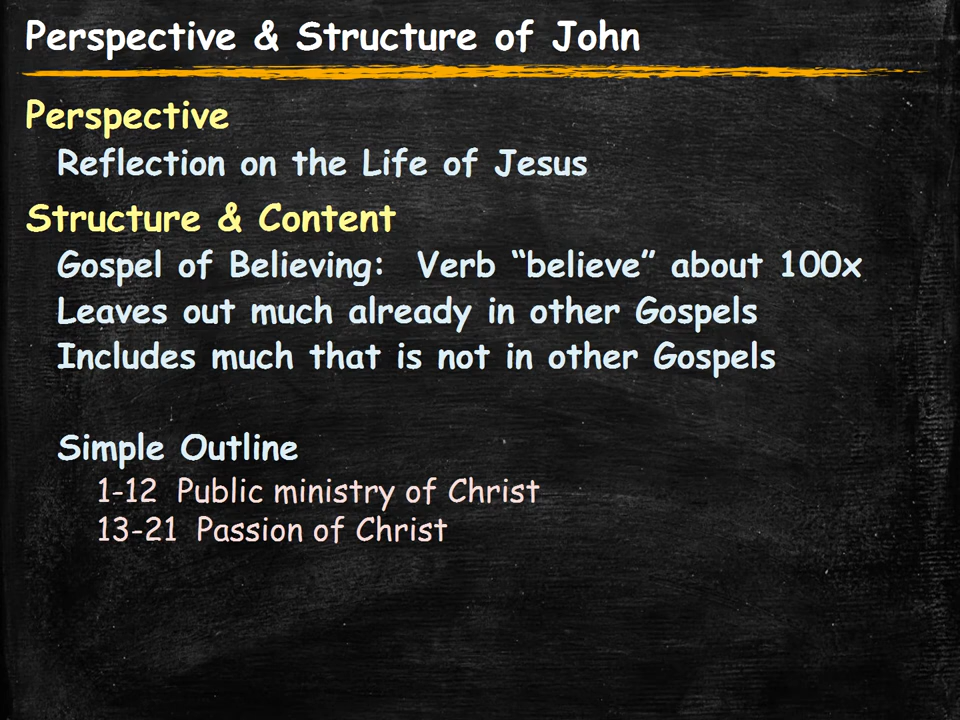 Perspective & Structure of John
Perspective
Reflection on the Life of Jesus
Structure & Content
Gospel of Believing:  Verb “believe” about 100x
Leaves out much already in other Gospels
Includes much that is not in other Gospels
Simple Outline
1-12  Public ministry of Christ
13-21  Passion of Christ